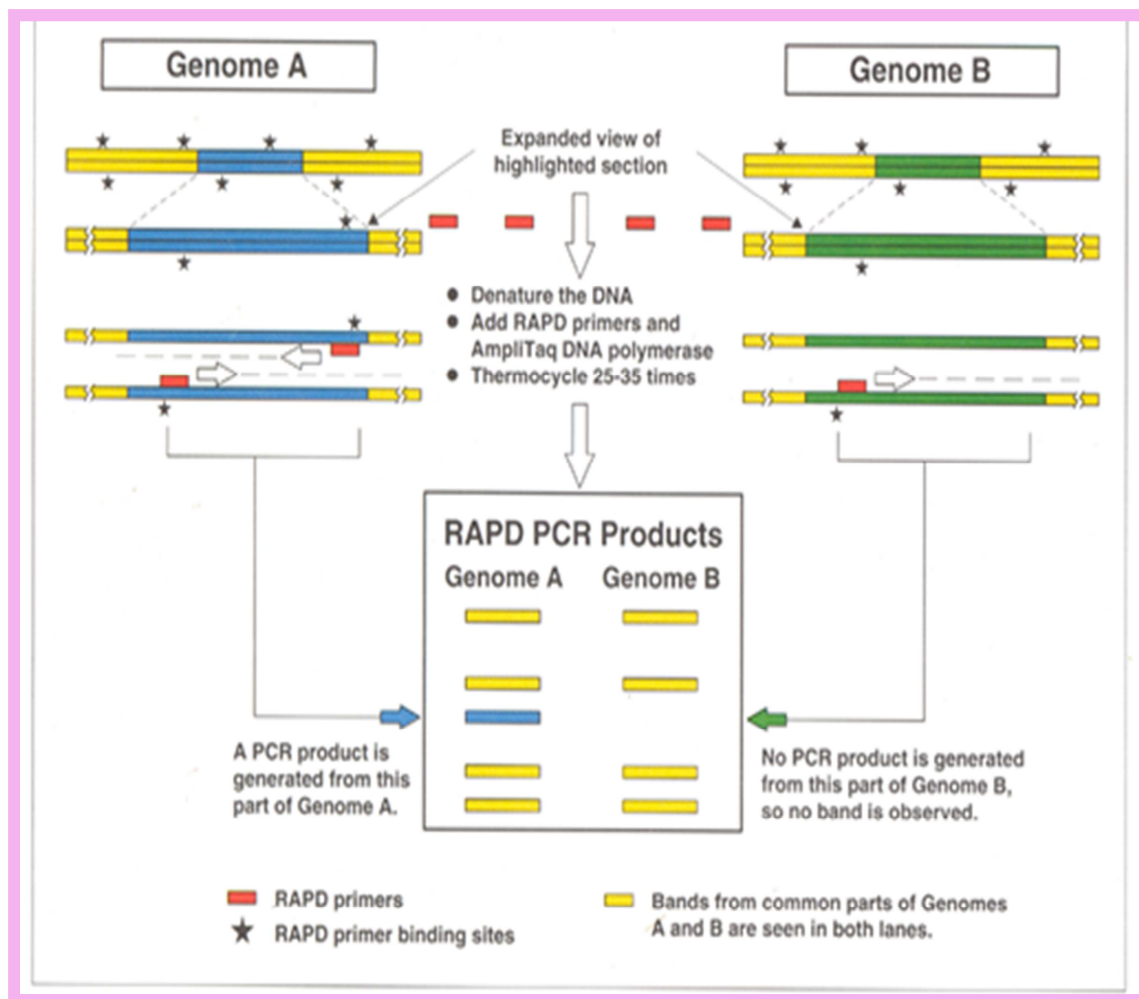 Genome A
Genome B
Expanded view of
highlighted section
● Denature the DNA
● Add RAPD primers and
AmpliTaq DNA polymerase
● Thermocycle 25-35 times
RAPD PCR Products
Genome A
Genome B
A PCR product is
generated from this
part of Genome A.
No PCR product is generated
from this part of Genome B,
so no band is observed.
RAPD primers
RAPD primer binding sites
Bands from common parts of Genomes
A and B are seen in both lanes.